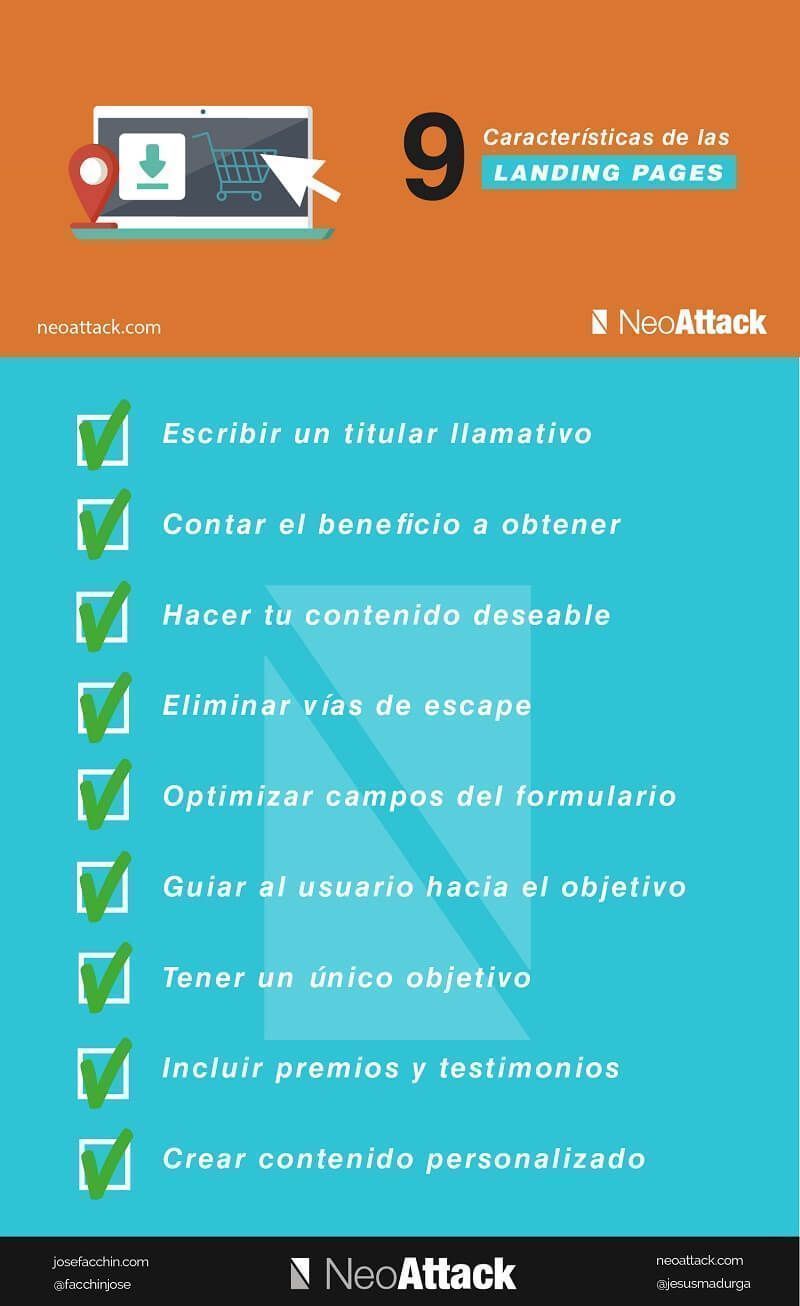 9
Características de las
LANDING PAGES
neoattack.com
NeoAttack
Escribir un titular llamativo
Contar el beneficio a obtener
Hacer tu contenido deseable
Eliminar vías de escape
Optimizar campos del formulario
Guiar al usuario hacia el objetivo
Tener un único objetivo
Incluir premios y testimonios
Crear contenido personalizado
josefacchin.com
@facchinjose
NeoAttack
neoattack.com
@jesusmadurga